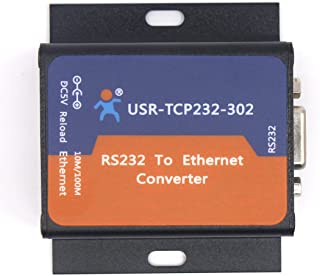 USR-TCP232-302
RS232 To Ethernet
Converter
DC5V Reload Ethernet
10M/100M
RS232